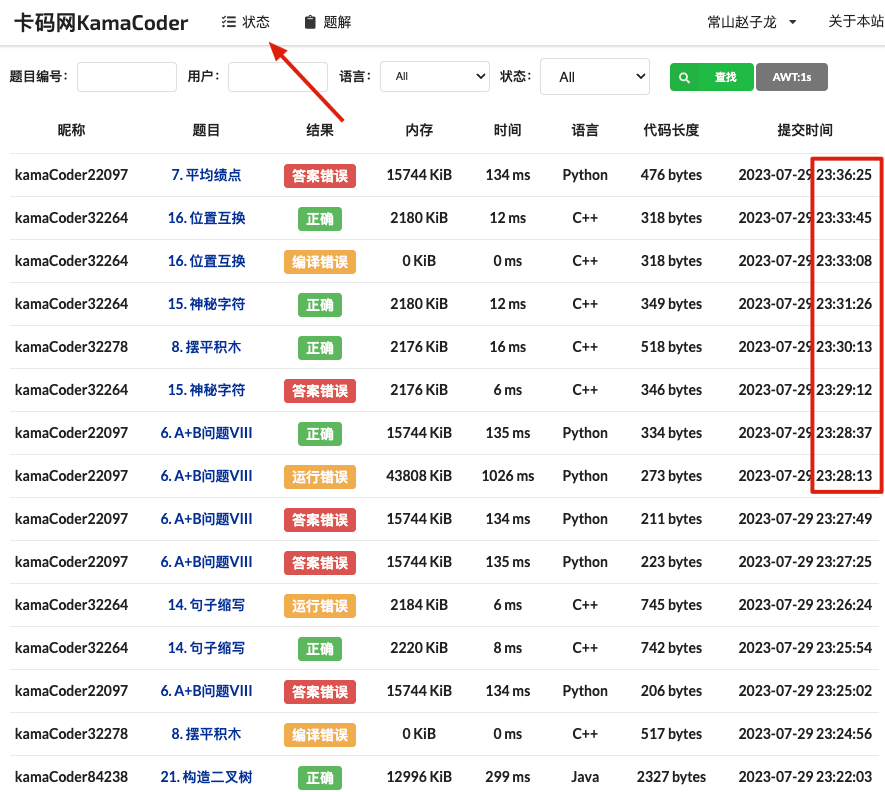 卡码网KamaCoder 状态 题解 常山赵子龙 关于本站
题目编号： 用户： 语言： All 状态： All 查找 AWT:1s
昵称 题目 结果 内存 时间 语言 代码长度 提交时间
kamaCoder22097 7. 平均绩点 答案错误 15744 KiB 134 ms Python 476 bytes 2023-07-29 23:36:25
kamaCoder32264 16. 位置互换 正确 2180 KiB 12 ms C++ 318 bytes 2023-07-29 23:33:45
kamaCoder32264 16. 位置互换 编译错误 0 KiB 0 ms C++ 318 bytes 2023-07-29 23:33:08
kamaCoder32264 15. 神秘字符 正确 2180 KiB 12 ms C++ 349 bytes 2023-07-29 23:31:26
kamaCoder32278 8. 摆平积木 正确 2176 KiB 16 ms C++ 518 bytes 2023-07-29 23:30:13
kamaCoder32264 15. 神秘字符 答案错误 2176 KiB 6 ms C++ 346 bytes 2023-07-29 23:29:12
kamaCoder22097 6. A+B问题VIII 正确 15744 KiB 135 ms Python 334 bytes 2023-07-29 23:28:37
kamaCoder22097 6. A+B问题VIII 运行错误 43808 KiB 1026 ms Python 273 bytes 2023-07-29 23:28:13
kamaCoder22097 6. A+B问题VIII 答案错误 15744 KiB 134 ms Python 211 bytes 2023-07-29 23:27:49
kamaCoder22097 6. A+B问题VIII 答案错误 15744 KiB 135 ms Python 223 bytes 2023-07-29 23:27:25
kamaCoder32264 14. 句子缩写 运行错误 2184 KiB 6 ms C++ 745 bytes 2023-07-29 23:26:24
kamaCoder32264 14. 句子缩写 正确 2220 KiB 8 ms C++ 742 bytes 2023-07-29 23:25:54
kamaCoder22097 6. A+B问题VIII 答案错误 15744 KiB 134 ms Python 206 bytes 2023-07-29 23:25:02
kamaCoder32278 8. 摆平积木 编译错误 0 KiB 0 ms C++ 517 bytes 2023-07-29 23:24:56
kamaCoder84238 21. 构造二叉树 正确 12996 KiB 299 ms Java 2327 bytes 2023-07-29 23:22:03